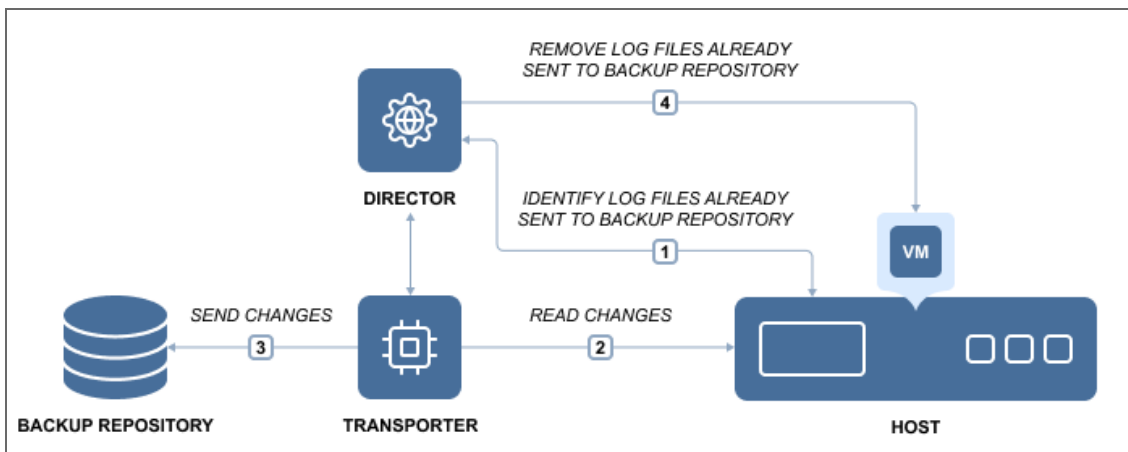 REMOVE LOG FILES ALREADY
SENT TO BACKUP REPOSITORY
4
DIRECTOR
IDENTIFY LOG FILES ALREADY
SENT TO BACKUP REPOSITORY
1
VM
SEND CHANGES
3
READ CHANGES
2
BACKUP REPOSITORY
TRANSPORTER
HOST